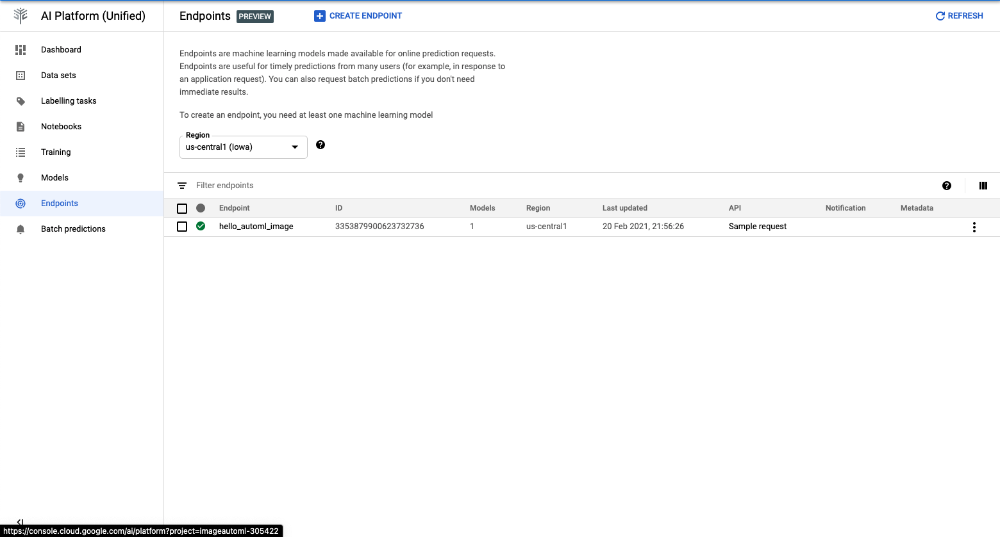 AI Platform (Unified)
Endpoints PREVIEW
CREATE ENDPOINT
REFRESH
Dashboard
Data sets
Labelling tasks
Notebooks
Training
Models
Endpoints
Batch predictions
Endpoints are machine learning models made available for online prediction requests.
Endpoints are useful for timely predictions from many users (for example, in response to
an application request). You can also request batch predictions if you don't need
immediate results.
To create an endpoint, you need at least one machine learning model
Region
us-central1 (Iowa)
Filter endpoints
Endpoint ID Models Region Last updated API Notification Metadata
hello_automl_image 3353879900623732736 1 us-central1 20 Feb 2021, 21:56:26 Sample request
https://console.cloud.google.com/ai/platform?project=imageautoml-305422